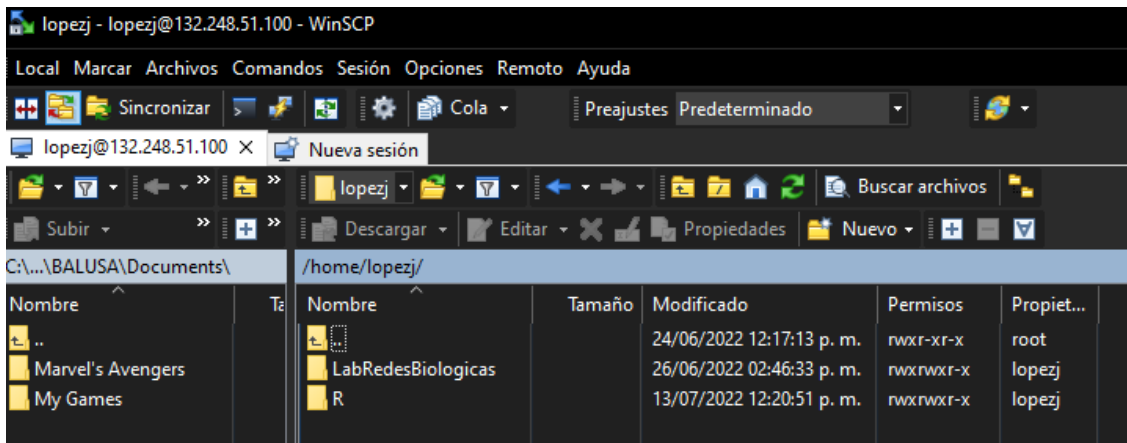 lopezj - lopezj@132.248.51.100 - WinSCP
Local Marcar Archivos Comandos Sesión Opciones Remoto Ayuda
Sincronizar Cola Preajustes Predeterminado
lopezj@132.248.51.100 × Nueva sesión
» » lopezj Buscar archivos
Subir » » Descargar Editar Propiedades Nuevo
C:\...\BALUSA\Documents\ /home/lopezj/
Nombre Ta Nombre Tamaño Modificado Permisos Propiet...
.. .. 24/06/2022 12:17:13 p. m. rwxr-xr-x root
Marvel's Avengers LabRedesBiologicas 26/06/2022 02:46:33 p. m. rwxrwxr-x lopezj
My Games R 13/07/2022 12:20:51 p. m. rwxrwxr-x lopezj